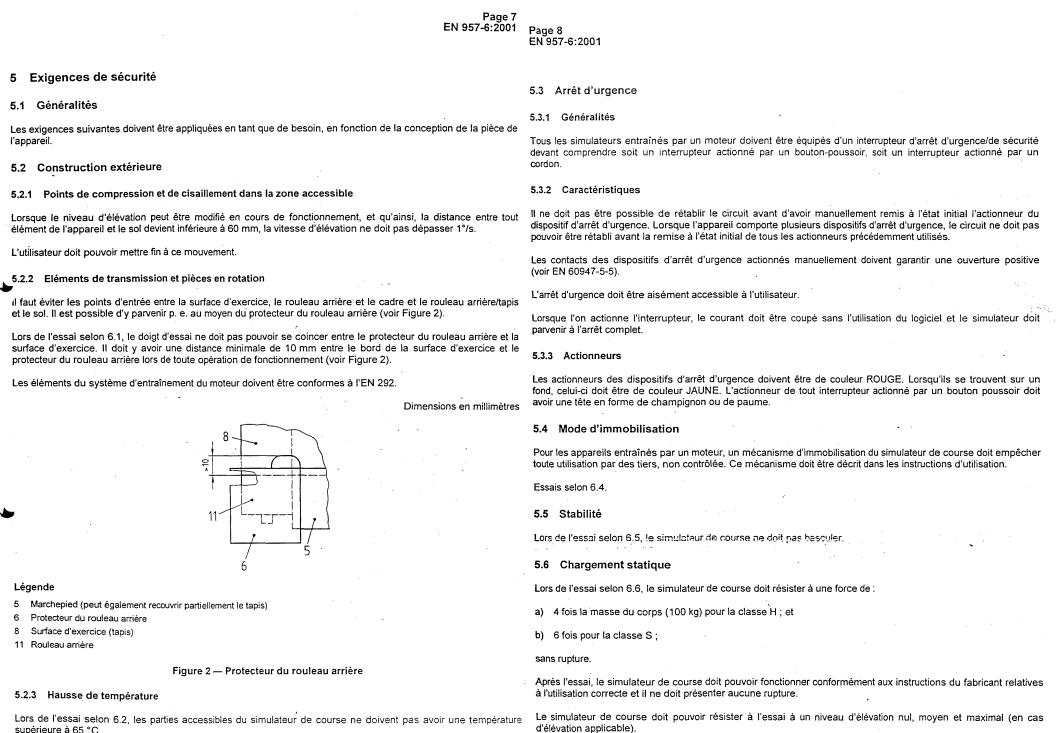 Page 7
EN 957-6:2001
5 Exigences de sécurité
5.1 Généralités
Les exigences suivantes doivent être appliquées en tant que de besoin, en fonction de la conception de la pièce de
l'appareil.
5.2 Construction extérieure
5.2.1 Points de compression et de cisaillement dans la zone accessible
Lorsque le niveau d'élévation peut être modifié en cours de fonctionnement, et qu'ainsi, la distance entre tout
élément de l'appareil et le sol devient inférieure à 60 mm, la vitesse d'élévation ne doit pas dépasser 1°/s.
L'utilisateur doit pouvoir mettre fin à ce mouvement.
5.2.2 Eléments de transmission et pièces en rotation
il faut éviter les points d'entrée entre la surface d'exercice, le rouleau arrière et le cadre et le rouleau arrière/tapis
et le sol. Il est possible d'y parvenir p. e. au moyen du protecteur du rouleau arrière (voir Figure 2).
Lors de l'essai selon 6.1, le doigt d'essai ne doit pas pouvoir se coincer entre le protecteur du rouleau arrière et la
surface d'exercice. Il doit y avoir une distance minimale de 10 mm entre le bord de la surface d'exercice et le
protecteur du rouleau arrière lors de toute opération de fonctionnement (voir Figure 2).
Les éléments du système d'entraînement du moteur doivent être conformes à l'EN 292.
Dimensions en millimètres
8
>10
11
5
6
Légende
5 Marchepied (peut également recouvrir partiellement le tapis)
6 Protecteur du rouleau arrière
8 Surface d'exercice (tapis)
11 Rouleau arrière
Figure 2 — Protecteur du rouleau arrière
5.2.3 Hausse de température
Lors de l'essai selon 6.2, les parties accessibles du simulateur de course ne doivent pas avoir une température
supérieure à 65 °C
Page 8
EN 957-6:2001
5.3 Arrêt d'urgence
5.3.1 Généralités
Tous les simulateurs entraînés par un moteur doivent être équipés d'un interrupteur d'arrêt d'urgence/de sécurité
devant comprendre soit un interrupteur actionné par un bouton-poussoir, soit un interrupteur actionné par un
cordon.
5.3.2 Caractéristiques
Il ne doit pas être possible de rétablir le circuit avant d'avoir manuellement remis à l'état initial l'actionneur du
dispositif d'arrêt d'urgence. Lorsque l'appareil comporte plusieurs dispositifs d'arrêt d'urgence, le circuit ne doit pas
pouvoir être rétabli avant la remise à l'état initial de tous les actionneurs précédemment utilisés.
Les contacts des dispositifs d'arrêt d'urgence actionnés manuellement doivent garantir une ouverture positive
(voir EN 60947-5-5).
L'arrêt d'urgence doit être aisément accessible à l'utilisateur.
Lorsque l'on actionne l'interrupteur, le courant doit être coupé sans l'utilisation du logiciel et le simulateur doit
parvenir à l'arrêt complet.
5.3.3 Actionneurs
Les actionneurs des dispositifs d'arrêt d'urgence doivent être de couleur ROUGE. Lorsqu'ils se trouvent sur un
fond, celui-ci doit être de couleur JAUNE. L'actionneur de tout interrupteur actionné par un bouton poussoir doit
avoir une tête en forme de champignon ou de paume.
5.4 Mode d'immobilisation
Pour les appareils entraînés par un moteur, un mécanisme d'immobilisation du simulateur de course doit empêcher
toute utilisation par des tiers, non contrôlée. Ce mécanisme doit être décrit dans les instructions d'utilisation.
Essais selon 6.4.
5.5 Stabilité
Lors de l'essai selon 6.5, le simulateur de course ne doit pas basculer.
5.6 Chargement statique
Lors de l'essai selon 6.6, le simulateur de course doit résister à une force de :
a) 4 fois la masse du corps (100 kg) pour la classe H ; et
b) 6 fois pour la classe S ;
sans rupture.
Après l'essai, le simulateur de course doit pouvoir fonctionner conformément aux instructions du fabricant relatives
à l'utilisation correcte et il ne doit présenter aucune rupture.
Le simulateur de course doit pouvoir résister à l'essai à un niveau d'élévation nul, moyen et maximal (en cas
d'élévation applicable).